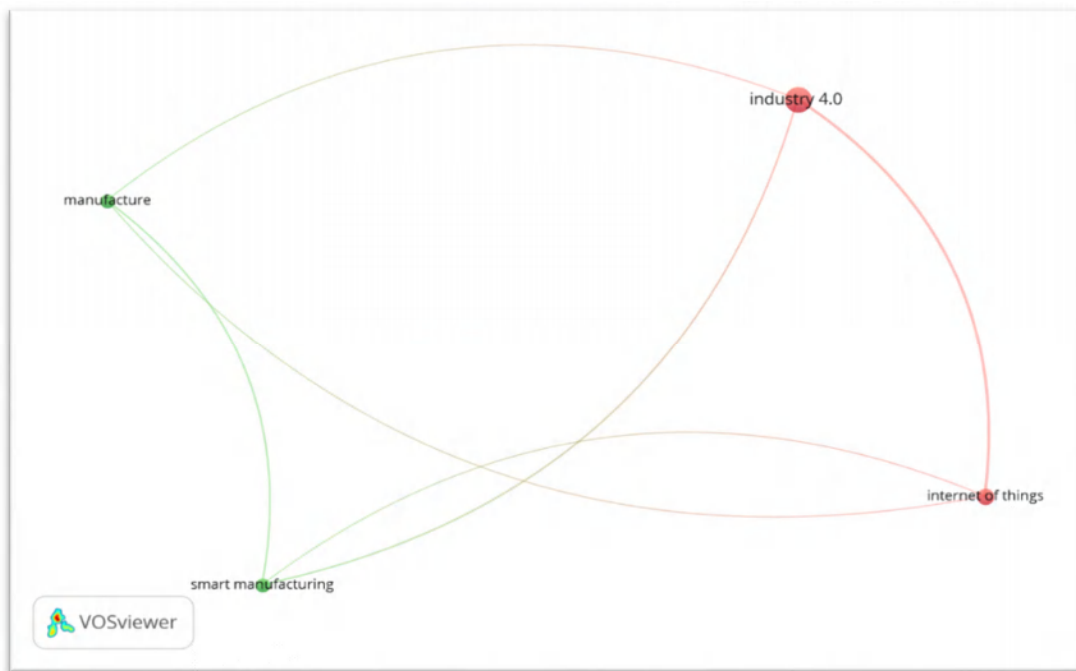 industry 4.0
manufacture
internet of things
smart manufacturing
VOSviewer